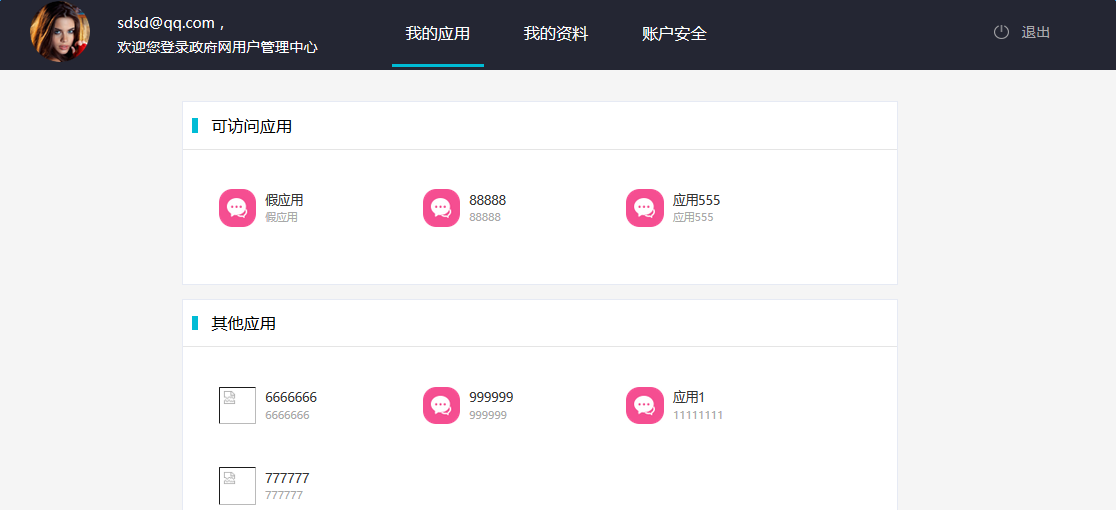 sdsd@qq.com，
欢迎您登录政府网用户管理中心
我的应用
我的资料
账户安全
退出
可访问应用
假应用
假应用
88888
88888
应用555
应用555
其他应用
6666666
6666666
999999
999999
应用1
11111111
777777
777777